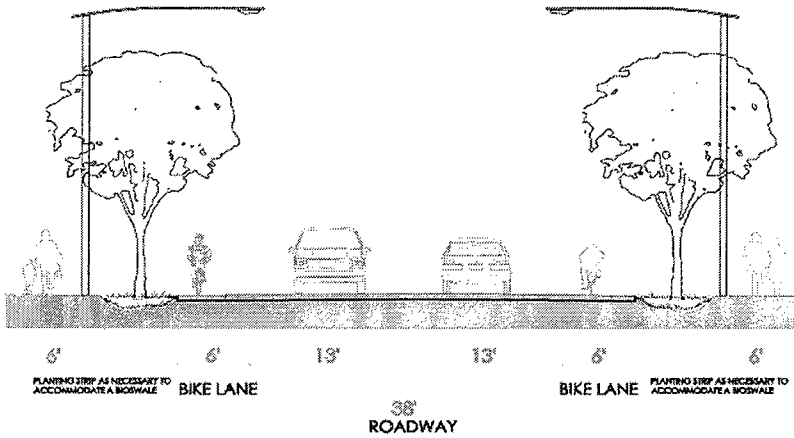 6' 6' 13' 13' 6' 6'
PLANTING STRIP AS NECESSARY TO
ACCOMMODATE A BIOSWALE
BIKE LANE
BIKE LANE
PLANTING STRIP AS NECESSARY TO
ACCOMMODATE A BIOSWALE
38'
ROADWAY